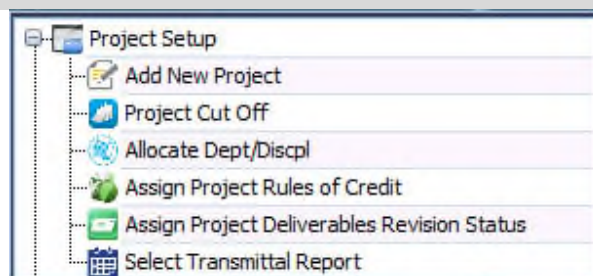 Project Setup
Add New Project
Project Cut Off
Allocate Dept/Discpl
Assign Project Rules of Credit
Assign Project Deliverables Revision Status
Select Transmittal Report